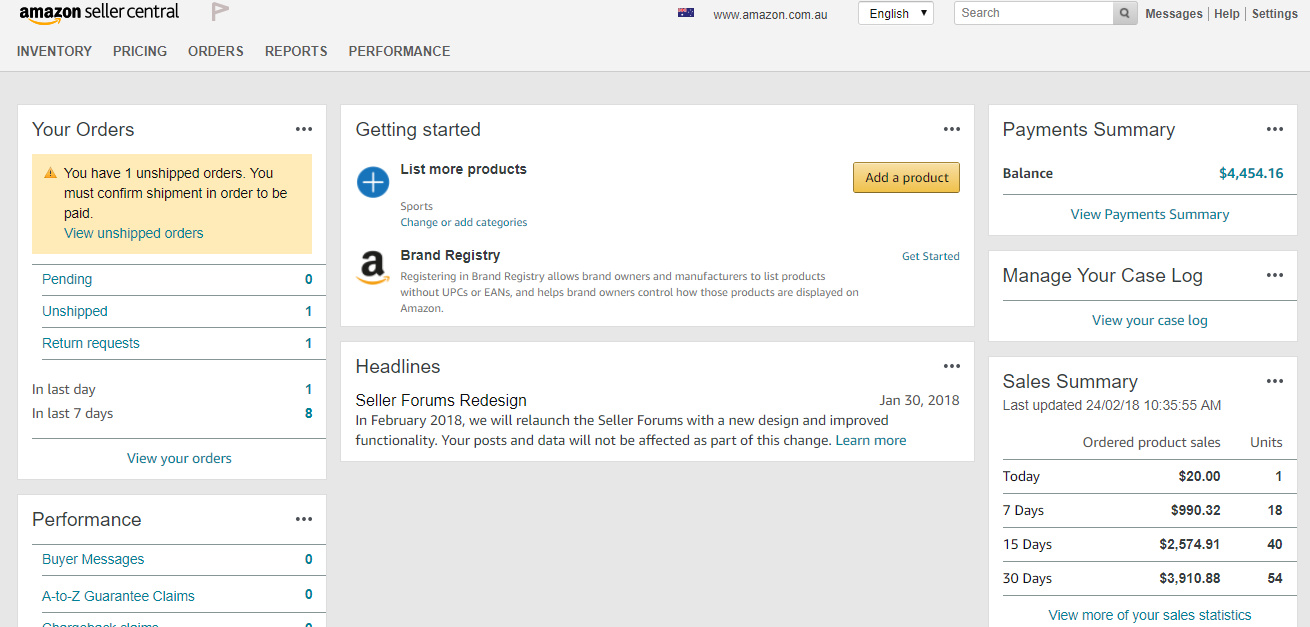 amazon seller central
www.amazon.com.au
English
Search
Messages | Help | Settings
INVENTORY PRICING ORDERS REPORTS PERFORMANCE
Your Orders
You have 1 unshipped orders. You
must confirm shipment in order to be
paid.
View unshipped orders
Pending 0
Unshipped 1
Return requests 1
In last day 1
In last 7 days 8
View your orders
Performance
Buyer Messages 0
A-to-Z Guarantee Claims 0
Chargeback claims 0
Getting started
List more products
Add a product
Sports
Change or add categories
a
Brand Registry
Get Started
Registering in Brand Registry allows brand owners and manufacturers to list products
without UPCs or EANs, and helps brand owners control how those products are displayed on
Amazon.
Headlines
Seller Forums Redesign Jan 30, 2018
In February 2018, we will relaunch the Seller Forums with a new design and improved
functionality. Your posts and data will not be affected as part of this change. Learn more
Payments Summary
Balance $4,454.16
View Payments Summary
Manage Your Case Log
View your case log
Sales Summary
Last updated 24/02/18 10:35:55 AM
Ordered product sales Units
Today $20.00 1
7 Days $990.32 18
15 Days $2,574.91 40
30 Days $3,910.88 54
View more of your sales statistics